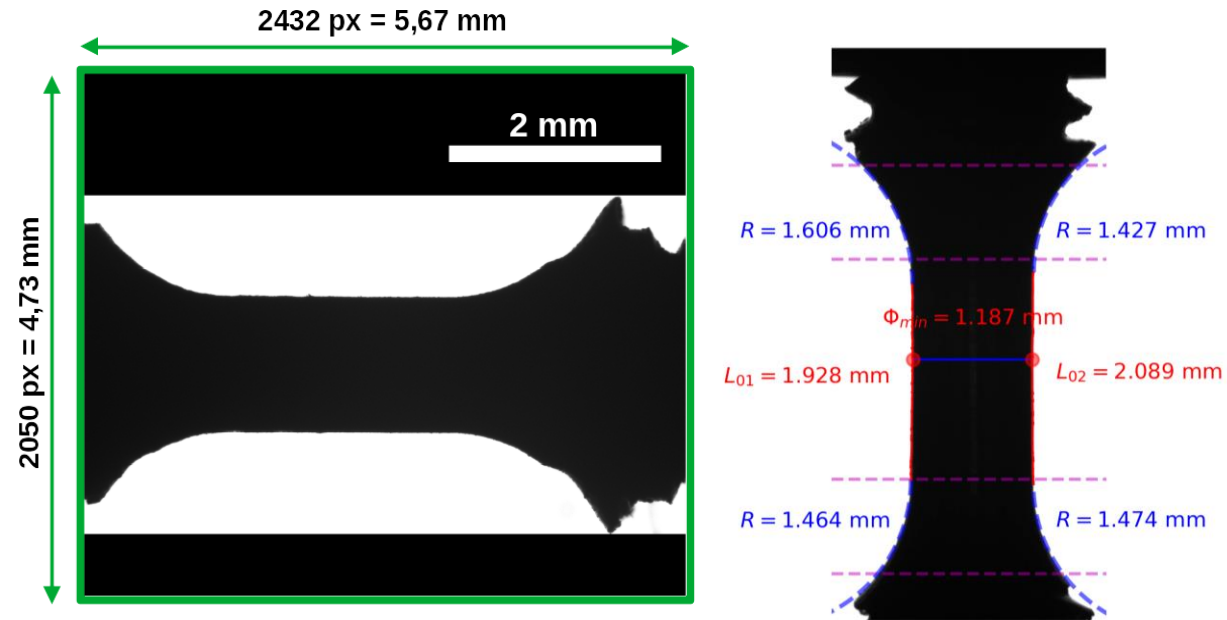 2432 px = 5,67 mm
2050 px = 4,73 mm
2 mm
R = 1.606 mm
R = 1.427 mm
Φmin = 1.187 mm
L01 = 1.928 mm
L02 = 2.089 mm
R = 1.464 mm
R = 1.474 mm